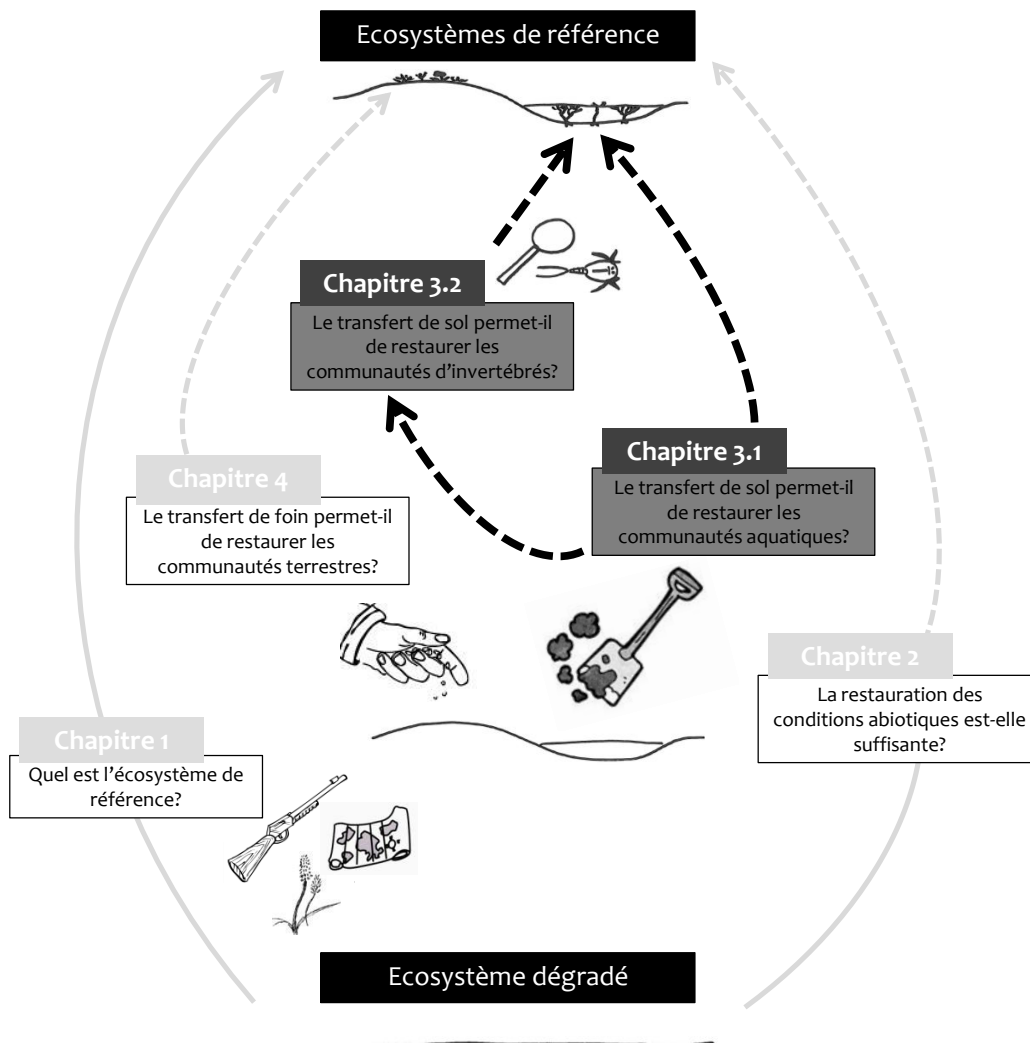 Ecosystèmes de référence
Chapitre 3.2
Le transfert de sol permet-il
de restaurer les
communautés d'invertébrés?
Chapitre 3.1
Le transfert de sol permet-il
de restaurer les
communautés aquatiques?
Chapitre 4
Le transfert de foin permet-il
de restaurer les
communautés terrestres?
Chapitre 2
La restauration des
conditions abiotiques est-elle
suffisante?
Chapitre 1
Quel est l'écosystème de
référence?
Ecosystème dégradé